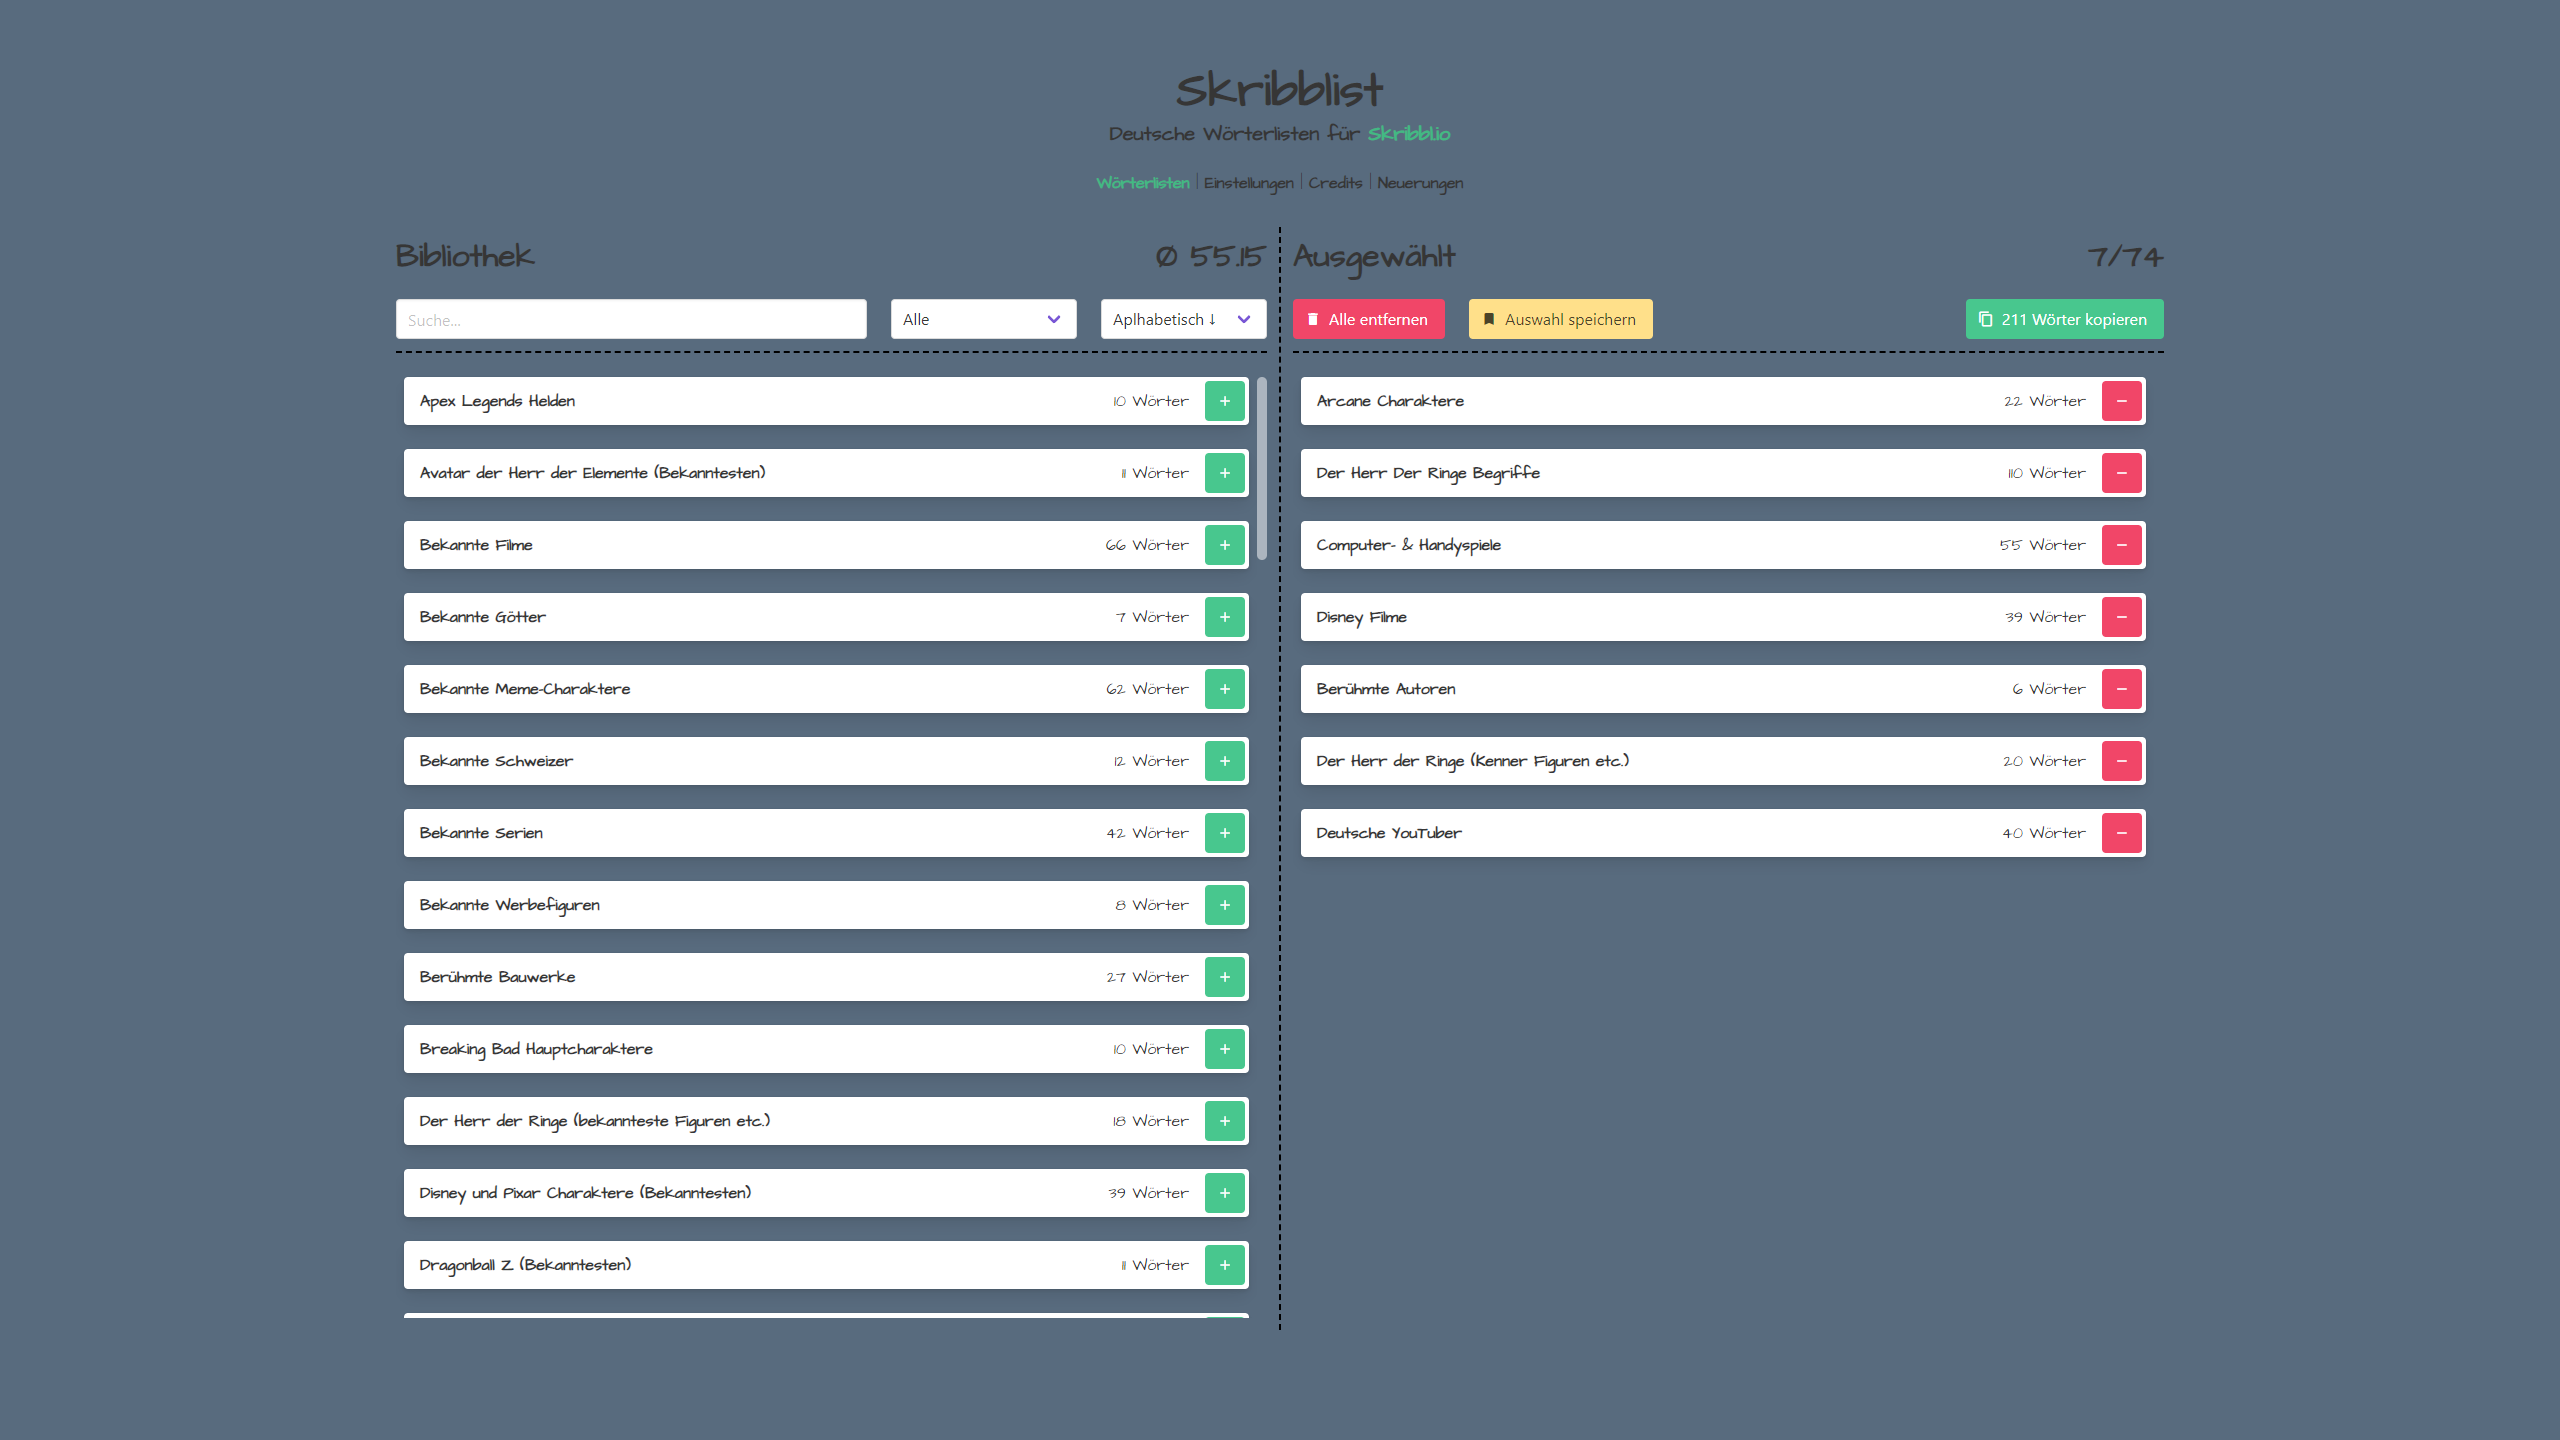 Skribblist
Deutsche Wörterlisten für Skribbl.io
Wörterlisten | Einstellungen | Credits | Neuerungen
Bibliothek Ø 55.15
Suche... Alle Aplhabetisch ↓
Apex Legends Helden 10 Wörter +
Avatar der Herr der Elemente (Bekanntesten) 11 Wörter +
Bekannte Filme 66 Wörter +
Bekannte Götter 7 Wörter +
Bekannte Meme-Charaktere 62 Wörter +
Bekannte Schweizer 12 Wörter +
Bekannte Serien 42 Wörter +
Bekannte Werbefiguren 8 Wörter +
Berühmte Bauwerke 27 Wörter +
Breaking Bad Hauptcharaktere 10 Wörter +
Der Herr der Ringe (bekannteste Figuren etc.) 18 Wörter +
Disney und Pixar Charaktere (Bekanntesten) 39 Wörter +
Dragonball Z (Bekanntesten) 11 Wörter +
Ausgewählt 7/74
Alle entfernen Auswahl speichern 211 Wörter kopieren
Arcane Charaktere 22 Wörter −
Der Herr Der Ringe Begriffe 110 Wörter −
Computer- & Handyspiele 55 Wörter −
Disney Filme 39 Wörter −
Berühmte Autoren 6 Wörter −
Der Herr der Ringe (Kenner Figuren etc.) 20 Wörter −
Deutsche YouTuber 40 Wörter −